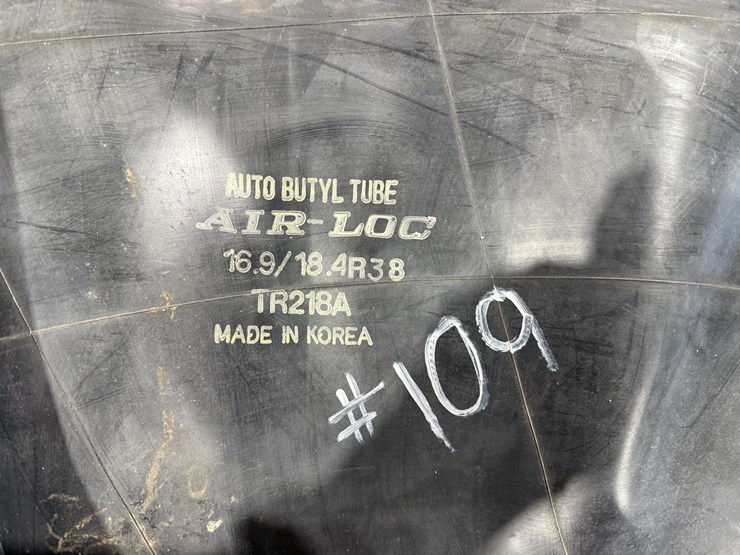 AUTO BUTYL TUBE
AIR-LOC
16.9/18.4R38
TR218A
MADE IN KOREA
#109